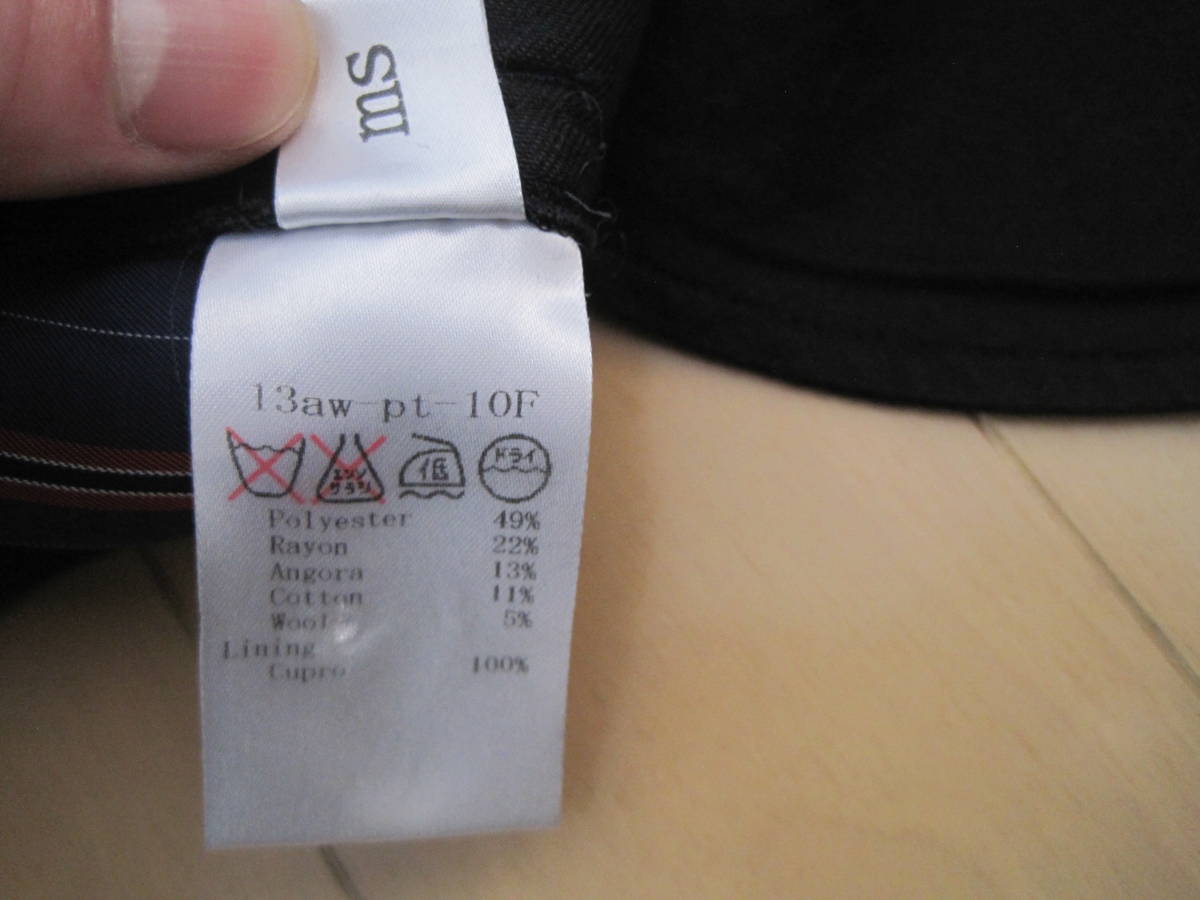 ms
13aw-pt-10F
エンソ サラシ 低 ドライ
Polyester 49%
Rayon 22%
Angora 13%
Cotton 11%
Wool 5%
Lining
Cupro 100%